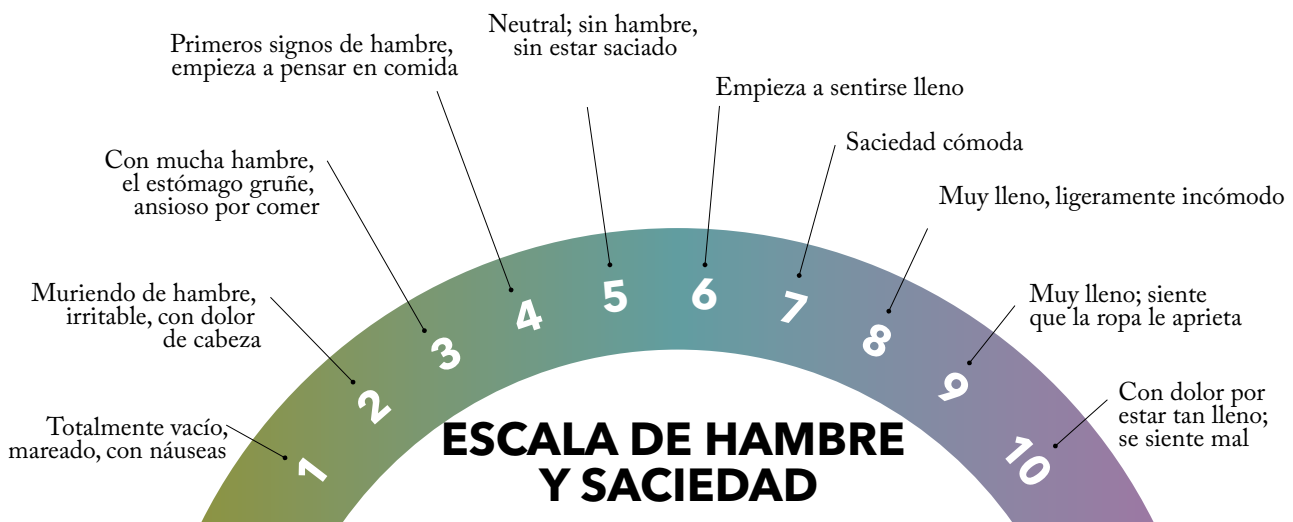 Totalmente vacío,
mareado, con náuseas
1
Muriendo de hambre,
irritable, con dolor
de cabeza
2
Con mucha hambre,
el estómago gruñe,
ansioso por comer
3
Primeros signos de hambre,
empieza a pensar en comida
4
Neutral; sin hambre,
sin estar saciado
5
Empieza a sentirse lleno
6
Saciedad cómoda
7
Muy lleno, ligeramente incómodo
8
Muy lleno; siente
que la ropa le aprieta
9
Con dolor por
estar tan lleno;
se siente mal
10
ESCALA DE HAMBRE
Y SACIEDAD